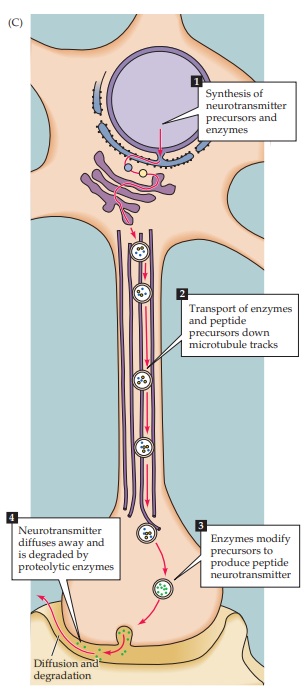 (C)
1
Synthesis of
neurotransmitter
precursors and
enzymes
2
Transport of enzymes
and peptide
precursors down
microtubule tracks
3
Enzymes modify
precursors to
produce peptide
neurotransmitter
4
Neurotransmitter
diffuses away and
is degraded by
proteolytic enzymes
Diffusion and
degradation